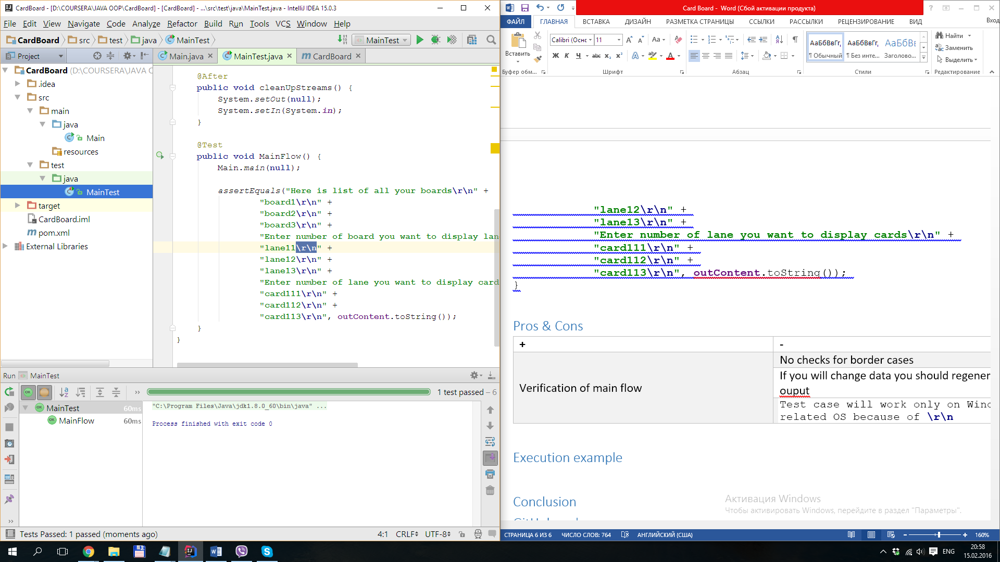 CardBoard - [D:\COURSERA\JAVA OOP\CardBoard] - [CardBoard] - ...\src\test\java\MainTest.java - IntelliJ IDEA 15.0.3
File Edit View Navigate Code Analyze Refactor Build Run Tools VCS Window Help
CardBoard src test java MainTest
MainTest
Project
Main.java MainTest.java CardBoard
CardBoard (D:\COURSERA\JAVA C
.idea
src
main
java
Main
resources
test
java
MainTest
target
CardBoard.iml
pom.xml
External Libraries
@After
public void cleanUpStreams() {
System.setOut(null);
System.setIn(System.in);
}
@Test
public void MainFlow() {
Main.main(null);
assertEquals("Here is list of all your boards\r\n" +
"board1\r\n" +
"board2\r\n" +
"board3\r\n" +
"Enter number of board you want to display lan
"lane11\r\n" +
"lane12\r\n" +
"lane13\r\n" +
"Enter number of lane you want to display card
"card111\r\n" +
"card112\r\n" +
"card113\r\n", outContent.toString());
}
}
Run MainTest
1 test passed – 6
MainTest 60ms
MainFlow 60ms
"C:\Program Files\Java\jdk1.8.0_60\bin\java" ...
Process finished with exit code 0
Tests Passed: 1 passed (moments ago)
4:1 CRLF UTF-8
Card Board - Word (Сбой активации продукта)
ФАЙЛ ГЛАВНАЯ ВСТАВКА ДИЗАЙН РАЗМЕТКА СТРАНИЦЫ ССЫЛКИ РАССЫЛКИ РЕЦЕНЗИРОВАНИЕ ВИД Вход
Вставить
Calibri (Оснс 11
Aa
Ж К Ч abc x₂ x²
АаБбВвГг, АаБбВвГг, АаБбВı
¶ Обычный ¶ Без инте... Заголово...
Найти
Заменить
Выделить
Буфер обм... Шрифт Абзац Стили Редактирование
"lane12\r\n" +
"lane13\r\n" +
"Enter number of lane you want to display cards\r\n" +
"card111\r\n" +
"card112\r\n" +
"card113\r\n", outContent.toString());
}
Pros & Cons
+ -
Verification of main flow
No checks for border cases
If you will change data you should regener
ouput
Test case will work only on Wind
related OS because of \r\n
Execution example
Conclusion
Активация Windows
Чтобы активировать Windows, перейдите в раздел "Параметры".
СТРАНИЦА 6 ИЗ 6 ЧИСЛО СЛОВ: 764 АНГЛИЙСКИЙ (США) 160%
ENG
20:58
15.02.2016